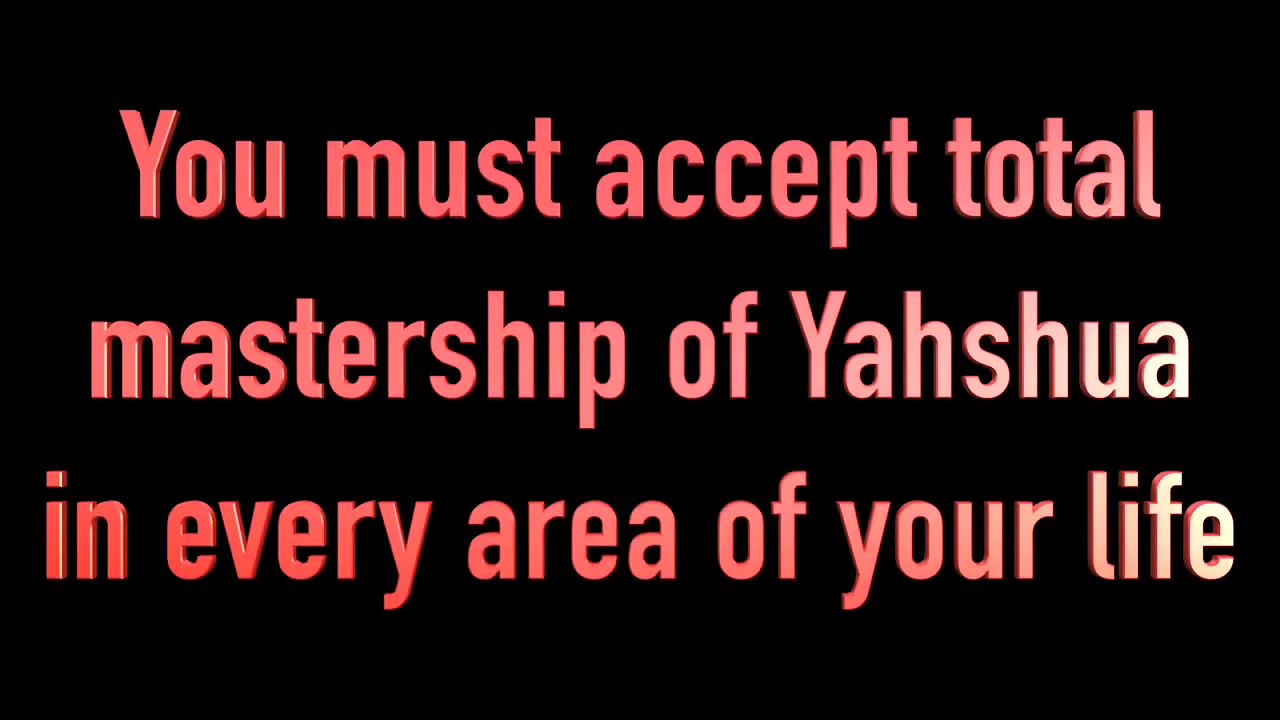 You must accept total
mastership of Yahshua
in every area of your life